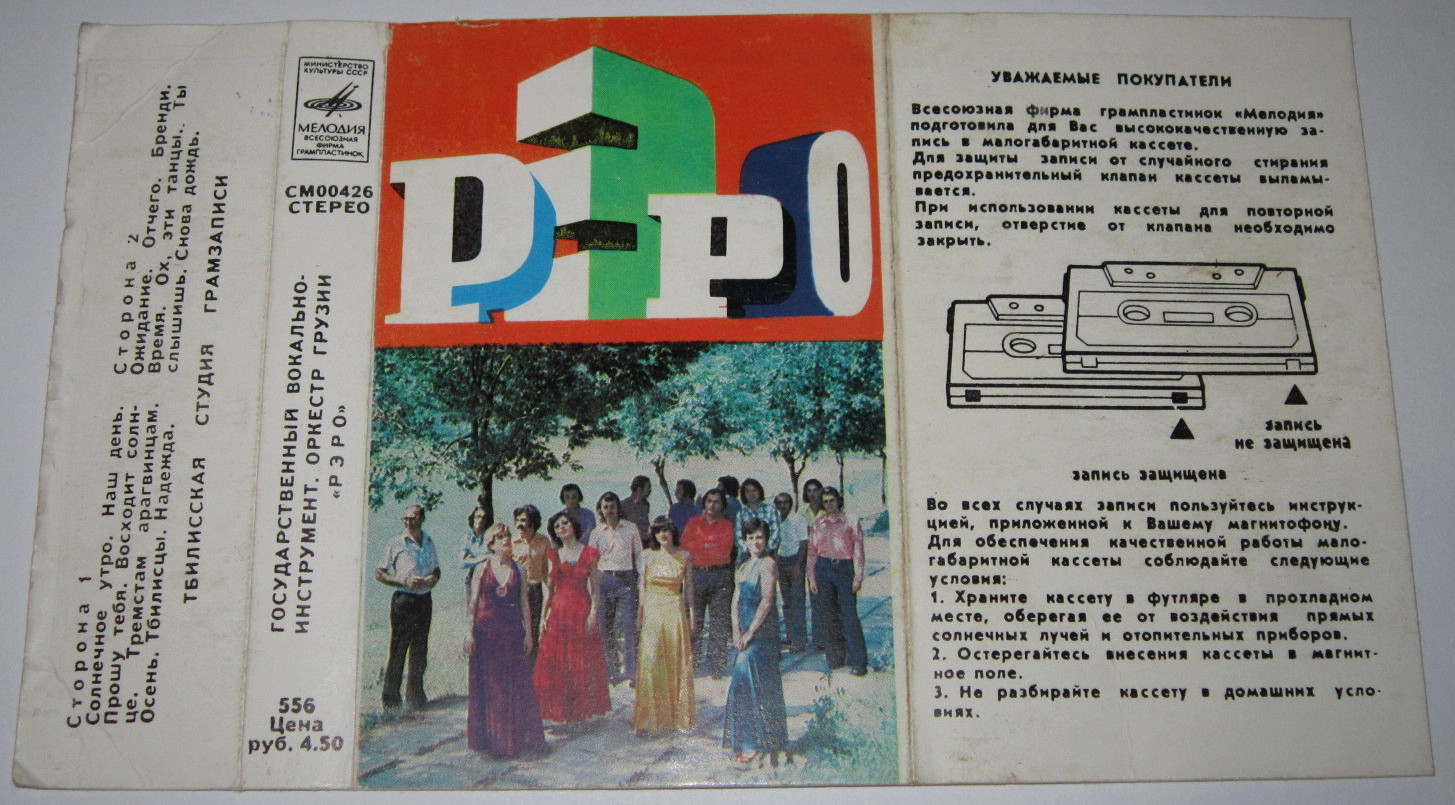 Сторона 1
Солнечное утро. Наш день.
Прошу тебя. Восходит солн-
це. Тремстам арагвинцам.
Осень. Тбилисцы. Надежда.
Сторона 2
Ожидание. Отчего. Бренди.
Время. Ох, эти танцы.. Ты
слышишь. Снова дождь.
ТБИЛИССКАЯ СТУДИЯ ГРАМЗАПИСИ
МИНИСТЕРСТВО
КУЛЬТУРЫ СССР
МЕЛОДИЯ
ВСЕСОЮЗНАЯ
ФИРМА
ГРАМПЛАСТИНОК
СМ00426
СТЕРЕО
ГОСУДАРСТВЕННЫЙ ВОКАЛЬНО-
ИНСТРУМЕНТ. ОРКЕСТР ГРУЗИИ
«РЭРО»
556
Цена
руб. 4.50
РЭРО
УВАЖАЕМЫЕ ПОКУПАТЕЛИ
Всесоюзная фирма грампластинок «Мелодия»
подготовила для Вас высококачественную за-
пись в малогабаритной кассете.
Для защиты записи от случайного стирания
предохранительный клапан кассеты выламы-
вается.
При использовании кассеты для повторной
записи, отверстие от клапана необходимо
закрыть.
запись
не защищена
запись защищена
Во всех случаях записи пользуйтесь инструк-
цией, приложенной к Вашему магнитофону.
Для обеспечения качественной работы мало-
габаритной кассеты соблюдайте следующие
условия:
1. Храните кассету в футляре в прохладном
месте, оберегая ее от воздействия прямых
солнечных лучей и отопительных приборов.
2. Остерегайтесь внесения кассеты в магнит-
ное поле.
3. Не разбирайте кассету в домашних усло-
виях.